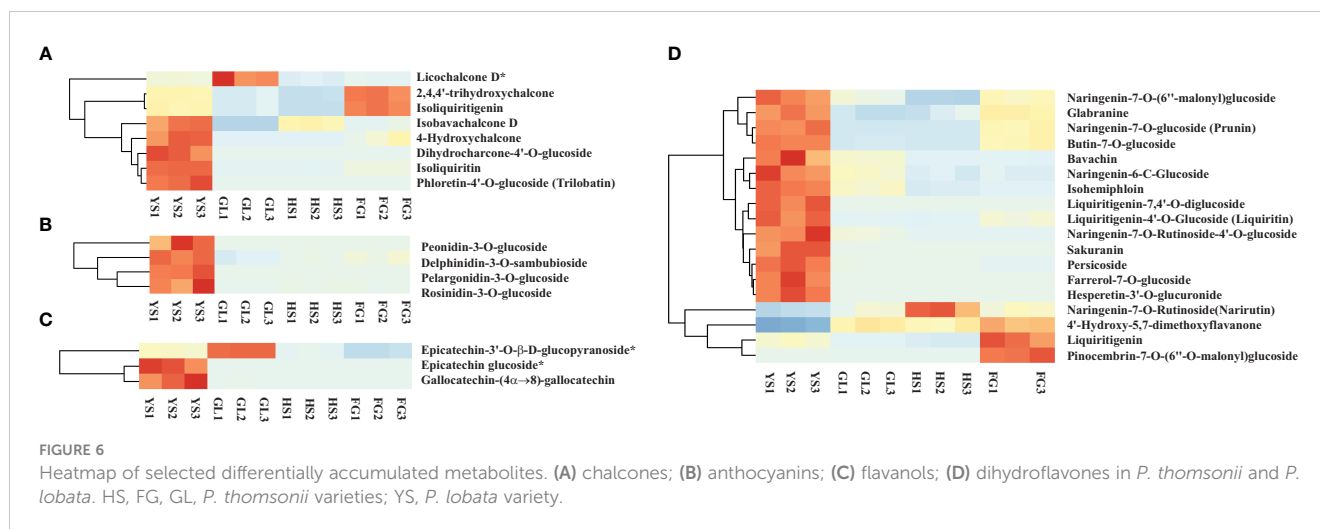 A
Licochalcone D*
2,4,4'-trihydroxychalcone
Isoliquiritigenin
Isobavachalcone D
4-Hydroxychalcone
Dihydrocharcone-4'-O-glucoside
Isoliquiritin
Phloretin-4'-O-glucoside (Trilobatin)
YS1 YS2 YS3 GL1 GL2 GL3 HS1 HS2 HS3 FG1 FG2 FG3
B
Peonidin-3-O-glucoside
Delphinidin-3-O-sambubioside
Pelargonidin-3-O-glucoside
Rosinidin-3-O-glucoside
YS1 YS2 YS3 GL1 GL2 GL3 HS1 HS2 HS3 FG1 FG2 FG3
C
Epicatechin-3'-O-β-D-glucopyranoside*
Epicatechin glucoside*
Gallocatechin-(4α→8)-gallocatechin
YS1 YS2 YS3 GL1 GL2 GL3 HS1 HS2 HS3 FG1 FG2 FG3
D
Naringenin-7-O-(6''-malonyl)glucoside
Glabranine
Naringenin-7-O-glucoside (Prunin)
Butin-7-O-glucoside
Bavachin
Naringenin-6-C-Glucoside
Isohemiphloin
Liquiritigenin-7,4'-O-diglucoside
Liquiritigenin-4'-O-Glucoside (Liquiritin)
Naringenin-7-O-Rutinoside-4'-O-glucoside
Sakuranin
Persicoside
Farrerol-7-O-glucoside
Hesperetin-3'-O-glucuronide
Naringenin-7-O-Rutinoside(Narirutin)
4'-Hydroxy-5,7-dimethoxyflavanone
Liquiritigenin
Pinocembrin-7-O-(6''-O-malonyl)glucoside
YS1 YS2 YS3 GL1 GL2 GL3 HS1 HS2 HS3 FG1 FG3
FIGURE 6
Heatmap of selected differentially accumulated metabolites. (A) chalcones; (B) anthocyanins; (C) flavanols; (D) dihydroflavones in P. thomsonii and P.
lobata. HS, FG, GL, P. thomsonii varieties; YS, P. lobata variety.